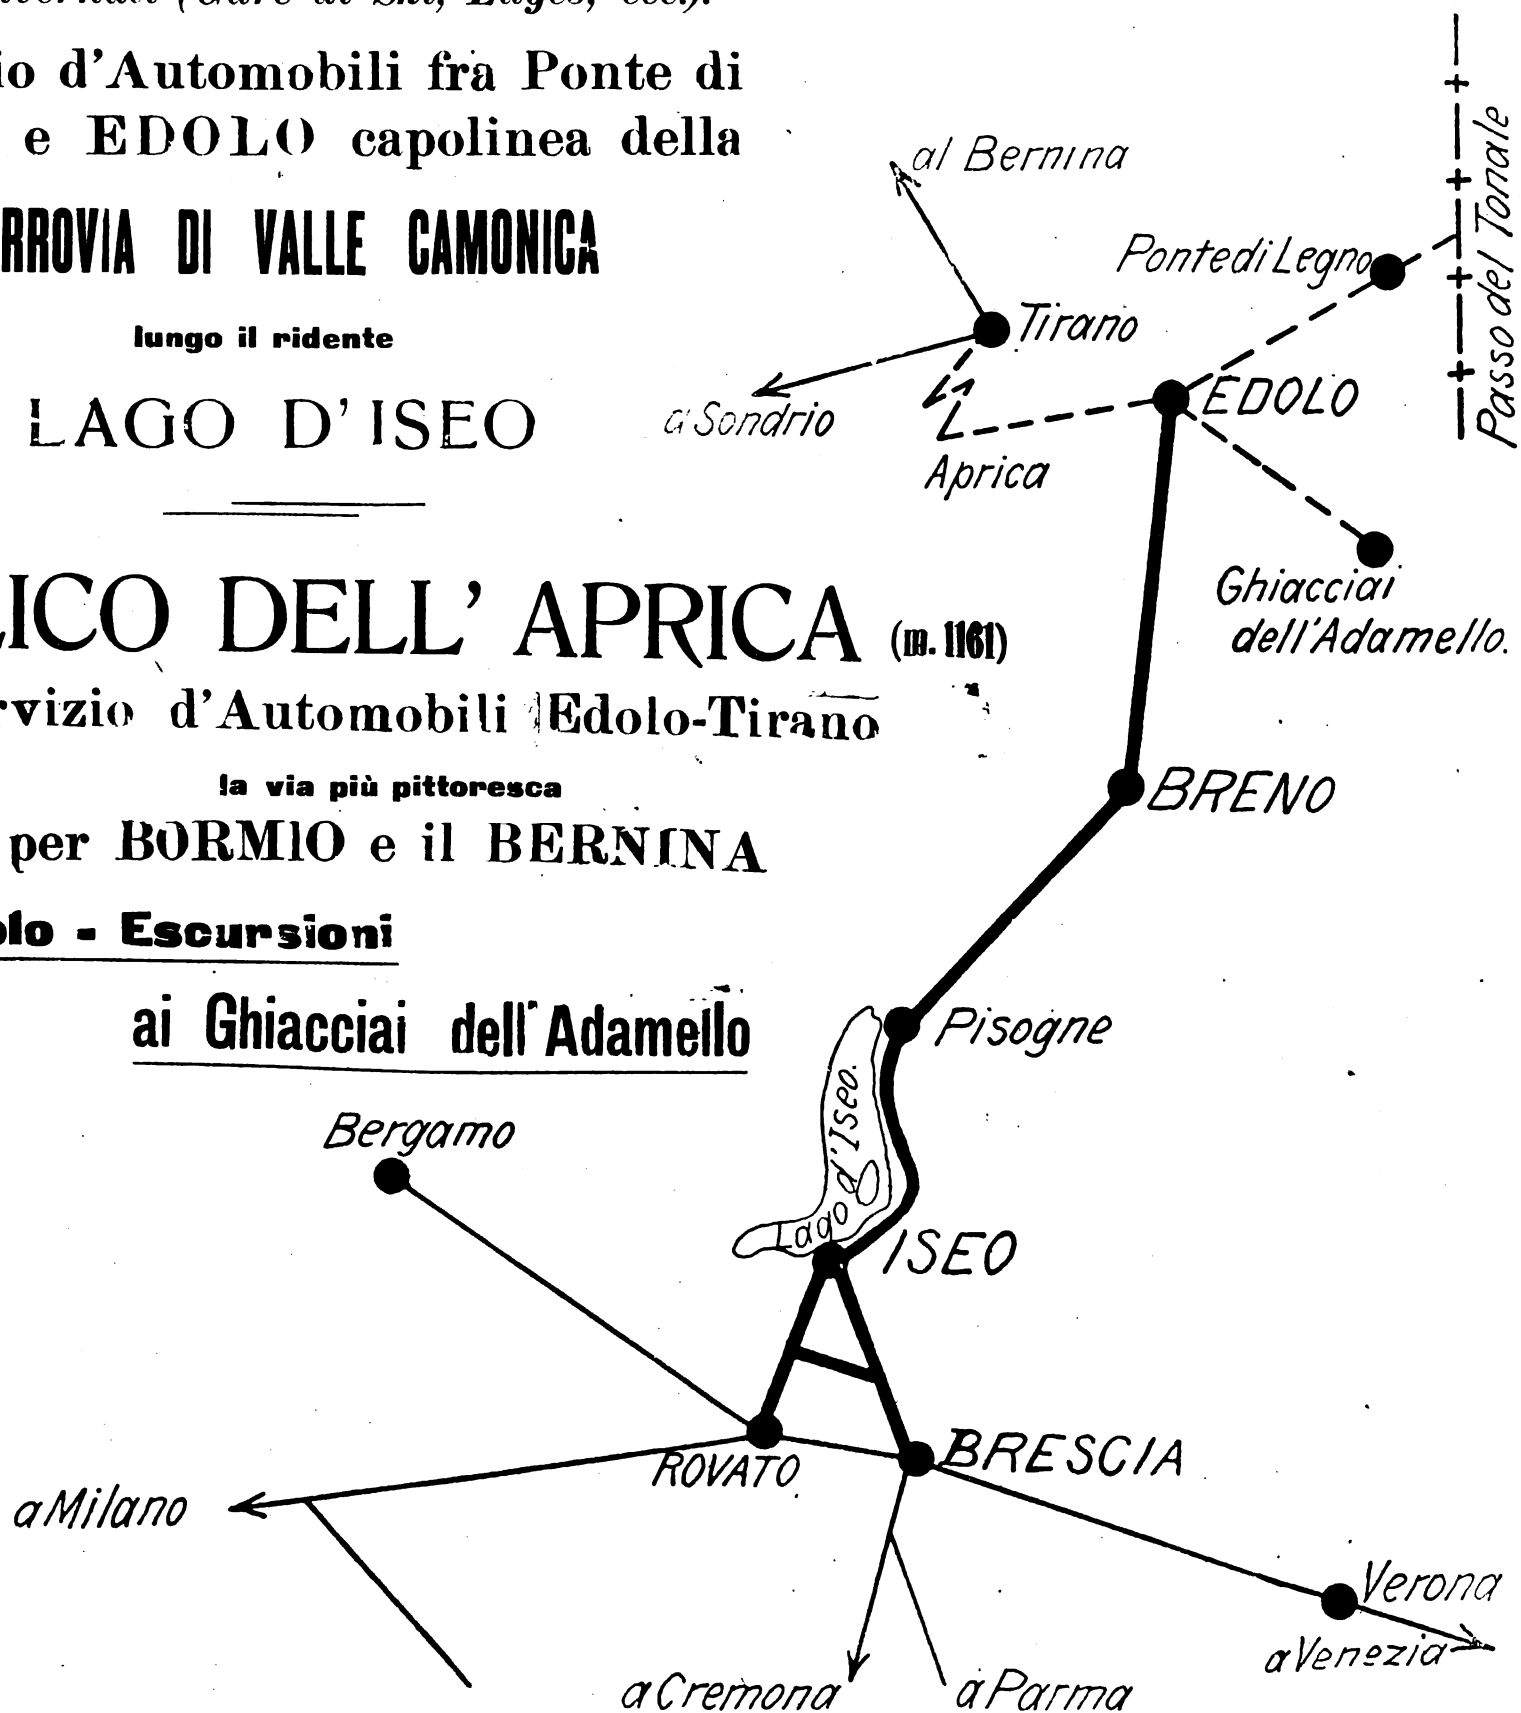 io d'Automobili fra Ponte di
e EDOLO capolinea della
RROVIA DI VALLE CAMONICA
lungo il ridente
LAGO D'ISEO
LICO DELL' APRICA (m. 1161)
rvizio d'Automobili Edolo-Tirano
la via più pittoresca
per BORMIO e il BERNINA
olo - Escursioni
ai Ghiacciai dell'Adamello
al Bernina
Ponte di Legno
Passo del Tonale
Tirano
a Sondrio
EDOLO
Aprica
Ghiacciai
dell'Adamello.
BRENO
Pisogne
Lago d'Iseo.
Bergamo
ISEO
ROVATO
BRESCIA
a Milano
Verona
a Venezia
a Cremona
a Parma